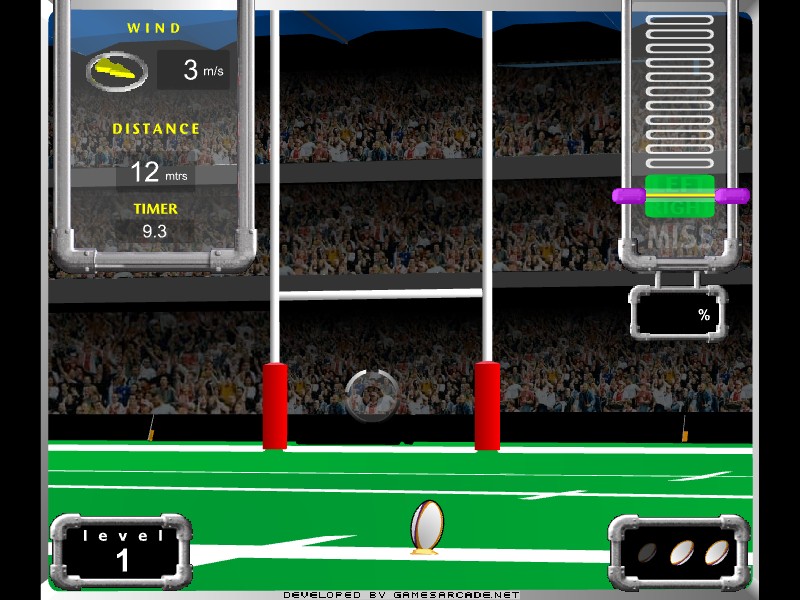 WIND
3 m/s
DISTANCE
12 mtrs
TIMER
9.3
LEFT
RIGHT
MISS
%
level
1
DEVELOPED BY GAMESARCADE.NET